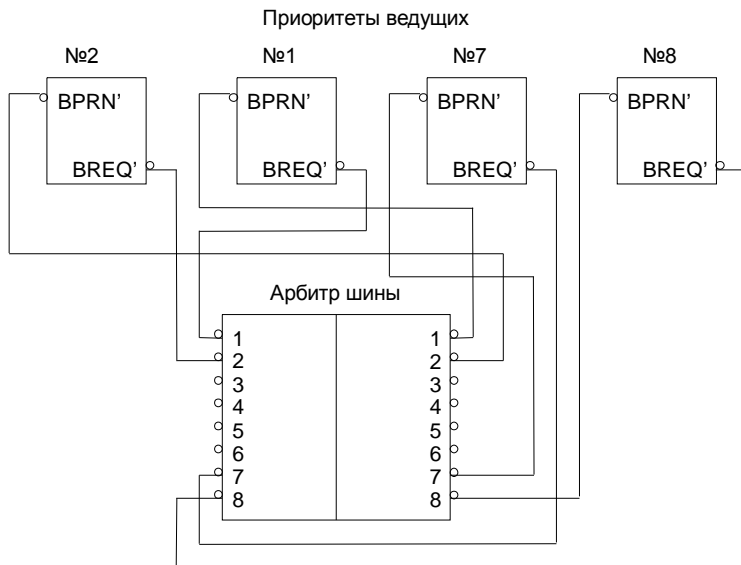 Приоритеты ведущих
№2 №1 №7 №8
BPRN’ BPRN’ BPRN’ BPRN’
BREQ’ BREQ’ BREQ’ BREQ’
Арбитр шины
1 1
2 2
3 3
4 4
5 5
6 6
7 7
8 8